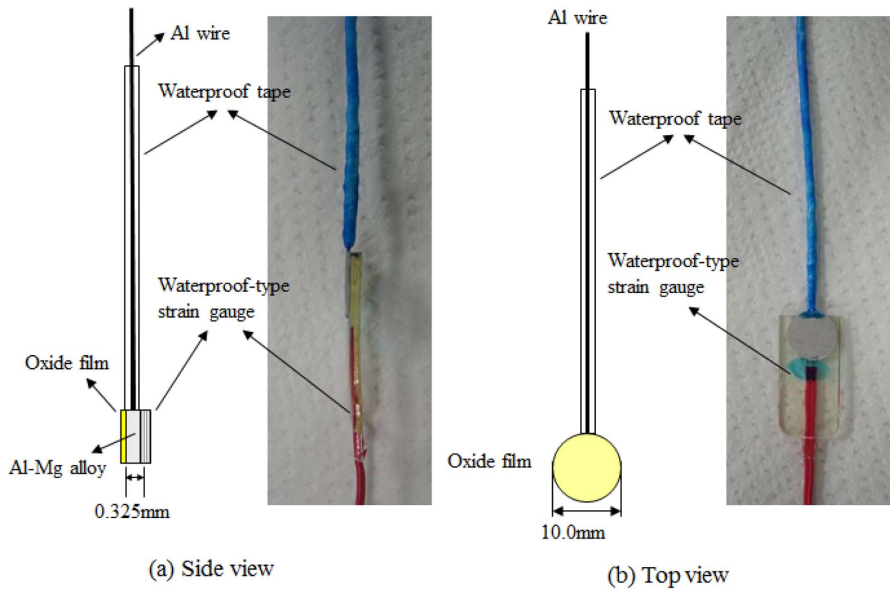 Al wire
Waterproof tape
Waterproof-type
strain gauge
Oxide film
Al-Mg alloy
0.325mm
(a) Side view
Al wire
Waterproof tape
Waterproof-type
strain gauge
Oxide film
10.0mm
(b) Top view